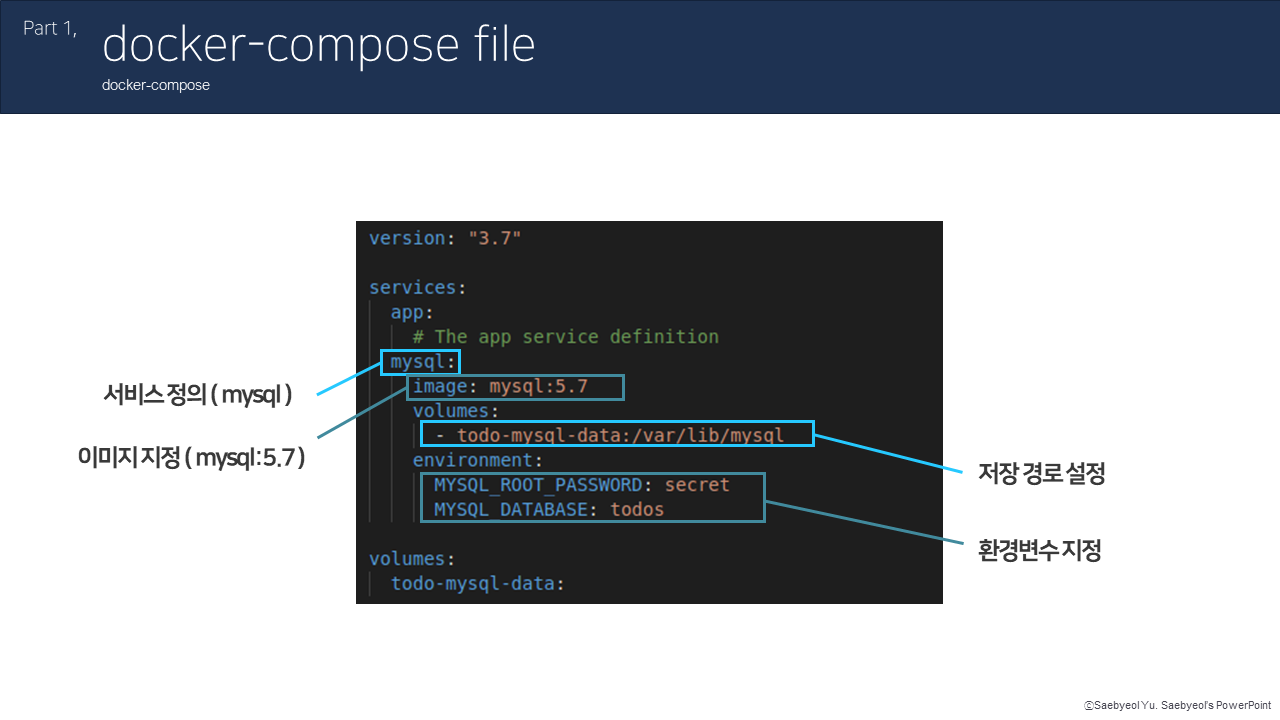 Part 1,
docker-compose file
docker-compose
version: "3.7"
services:
app:
# The app service definition
mysql:
image: mysql:5.7
volumes:
- todo-mysql-data:/var/lib/mysql
environment:
MYSQL_ROOT_PASSWORD: secret
MYSQL_DATABASE: todos
volumes:
todo-mysql-data:
서비스 정의 ( mysql )
이미지 지정 ( mysql:5.7 )
저장 경로 설정
환경변수 지정
ⓒSaebyeol Yu. Saebyeol's PowerPoint